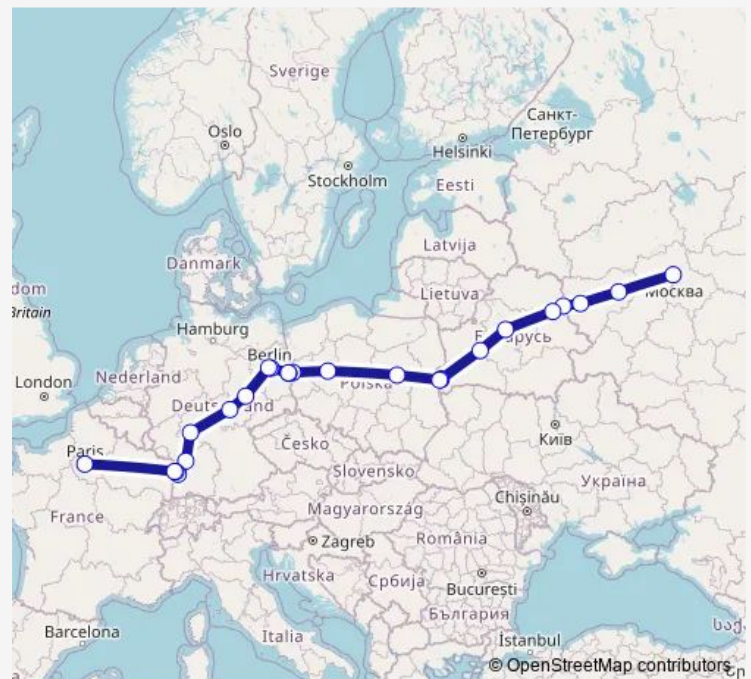 Sverige
Oslo
Санкт-
Петербург
Helsinki
Stockholm
Eesti
Latvija
Danmark
Lietuva
Москва
dom
Britain
Hamburg
Беларусь
Berlin
Nederland
London
Polska
Deutschland
Paris
Česko
Київ
Slovensko
Україна
Chișinău
France
Magyarország
Zagreb
România
Hrvatska
Србија
București
България
Barcelona
Italia
İstanbul
© OpenStreetMap contributors